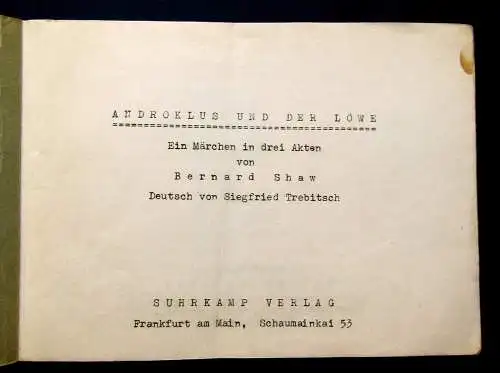 ANDROKLUS UND DER LÖWE
Ein Märchen in drei Akten
von
Bernard Shaw
Deutsch von Siegfried Trebitsch
SUHRKAMP VERLAG
Frankfurt am Main, Schaumainkai 53